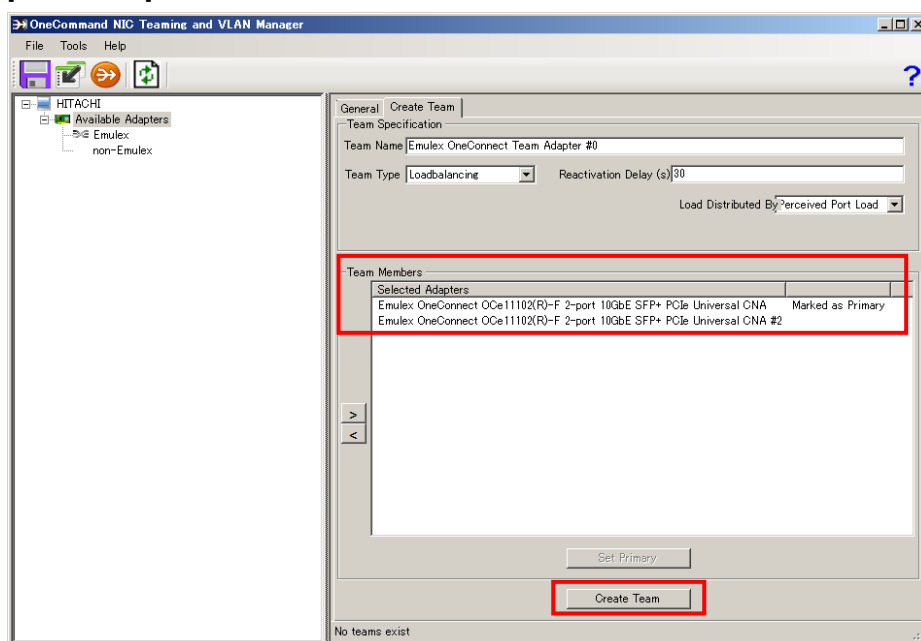 OneCommand NIC Teaming and VLAN Manager
File Tools Help
?
HITACHI
Available Adapters
Emulex
non-Emulex
General Create Team
Team Specification
Team Name Emulex OneConnect Team Adapter #0
Team Type Loadbalancing Reactivation Delay (s) 30
Load Distributed By Perceived Port Load
Team Members
Selected Adapters
Emulex OneConnect OCe11102(R)-F 2-port 10GbE SFP+ PCIe Universal CNA Marked as Primary
Emulex OneConnect OCe11102(R)-F 2-port 10GbE SFP+ PCIe Universal CNA #2
>
<
Set Primary
Create Team
No teams exist